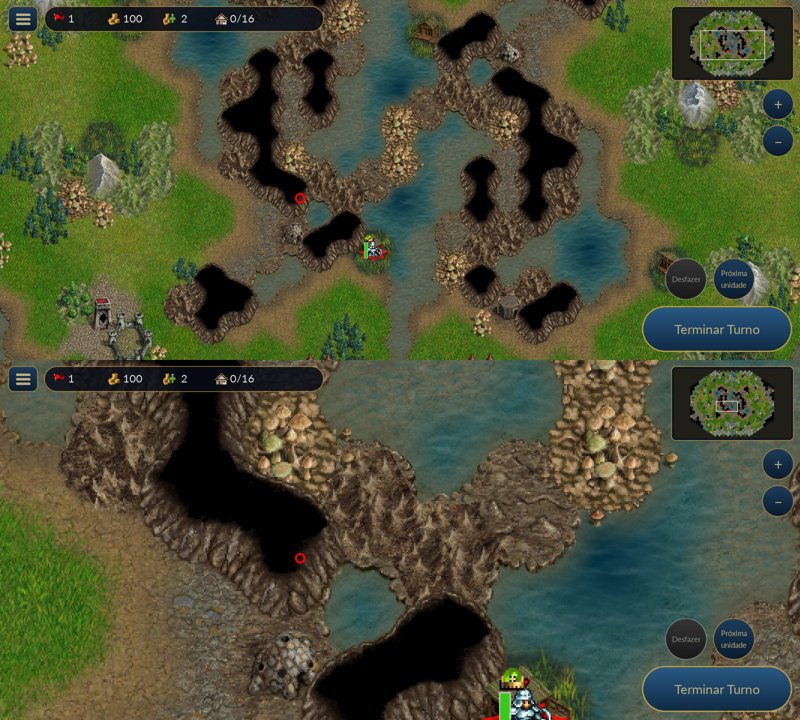 1 100 2 0/16
+
−
Desfazer
Próxima
unidade
Terminar Turno
1 100 2 0/16
+
−
Desfazer
Próxima
unidade
Terminar Turno